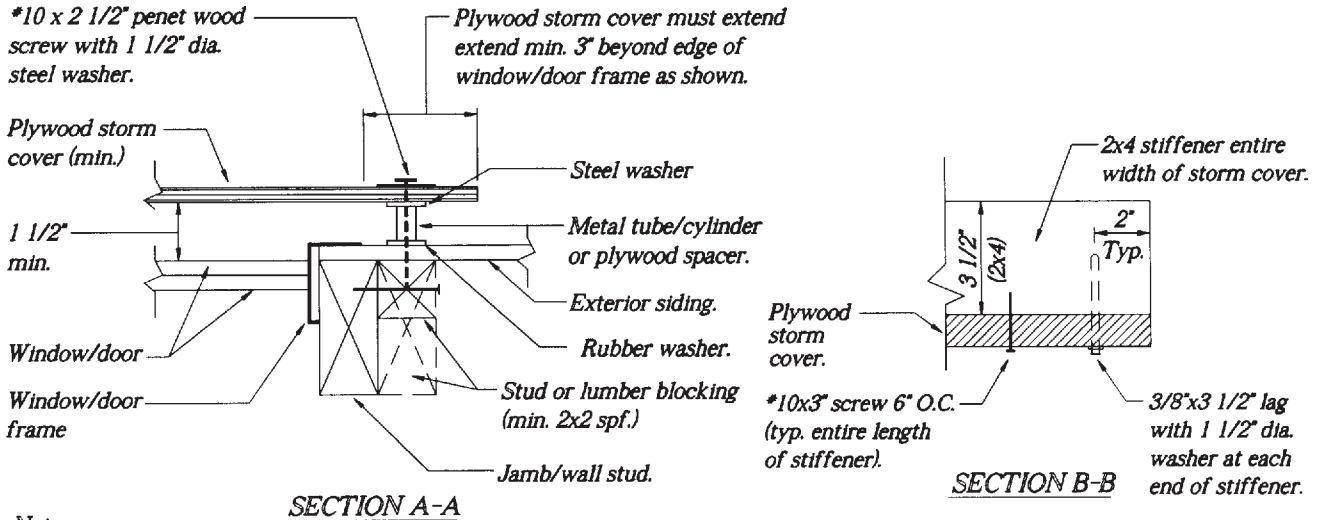 #10 x 2 1/2" penet wood
screw with 1 1/2" dia.
steel washer.
Plywood storm cover must extend
extend min. 3" beyond edge of
window/door frame as shown.
Plywood storm
cover (min.)
Steel washer
1 1/2"
min.
Metal tube/cylinder
or plywood spacer.
Exterior siding.
Rubber washer.
Window/door
Window/door
frame
Stud or lumber blocking
(min. 2x2 spf.)
Jamb/wall stud.
SECTION A-A
2x4 stiffener entire
width of storm cover.
3 1/2"
(2x4)
2"
Typ.
Plywood
storm
cover.
#10x3" screw 6" O.C.
(typ. entire length
of stiffener).
3/8"x3 1/2" lag
with 1 1/2" dia.
washer at each
end of stiffener.
SECTION B-B